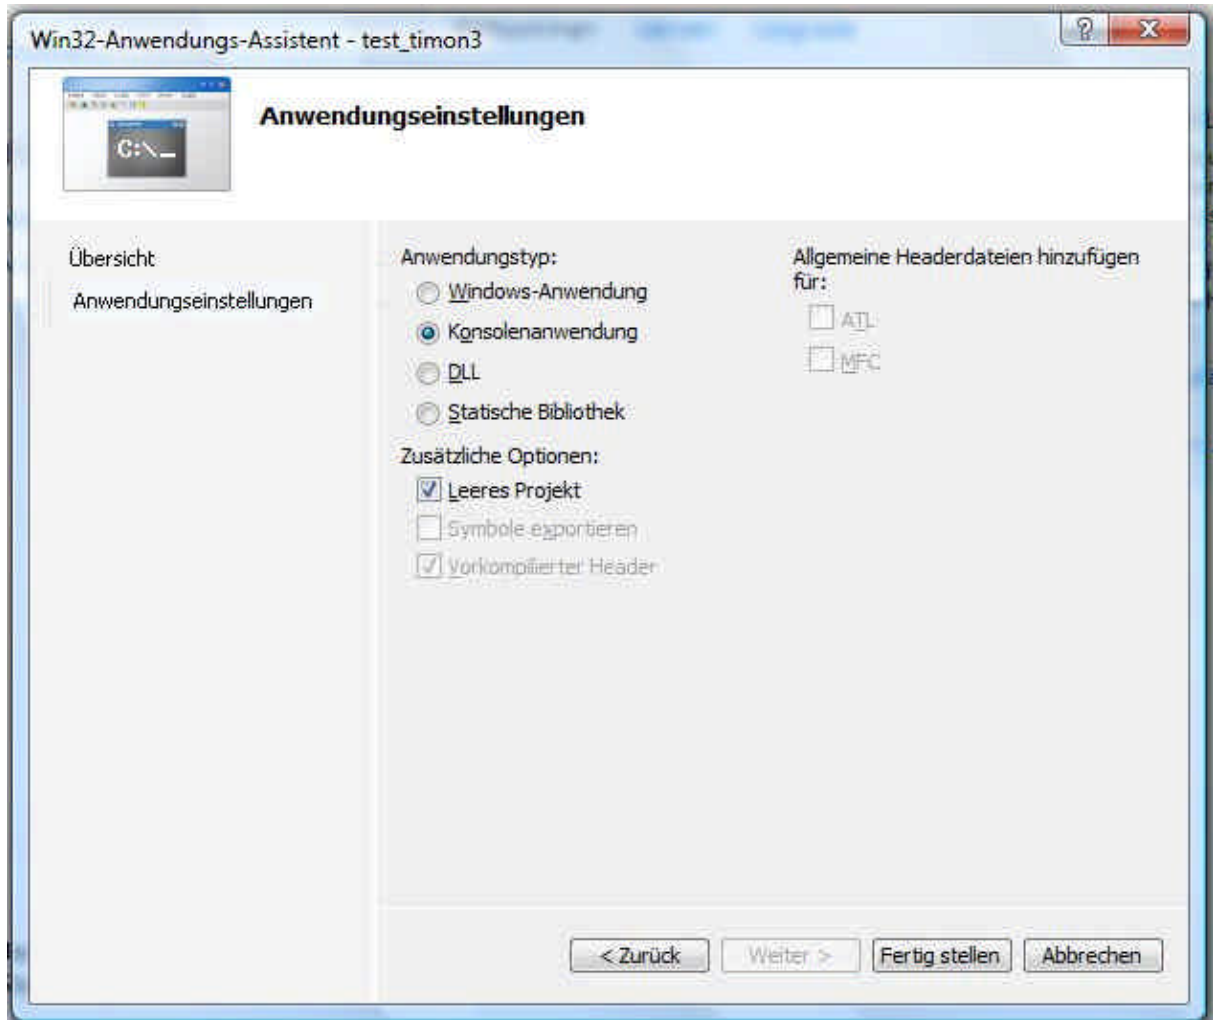 Win32-Anwendungs-Assistent - test_timon3
Anwendungseinstellungen
C:\_
Übersicht
Anwendungseinstellungen
Anwendungstyp:
Windows-Anwendung
Konsolenanwendung
DLL
Statische Bibliothek
Zusätzliche Optionen:
Leeres Projekt
Symbole exportieren
Vorkompilierter Header
Allgemeine Headerdateien hinzufügen
für:
ATL
MFC
< Zurück
Weiter >
Fertig stellen
Abbrechen